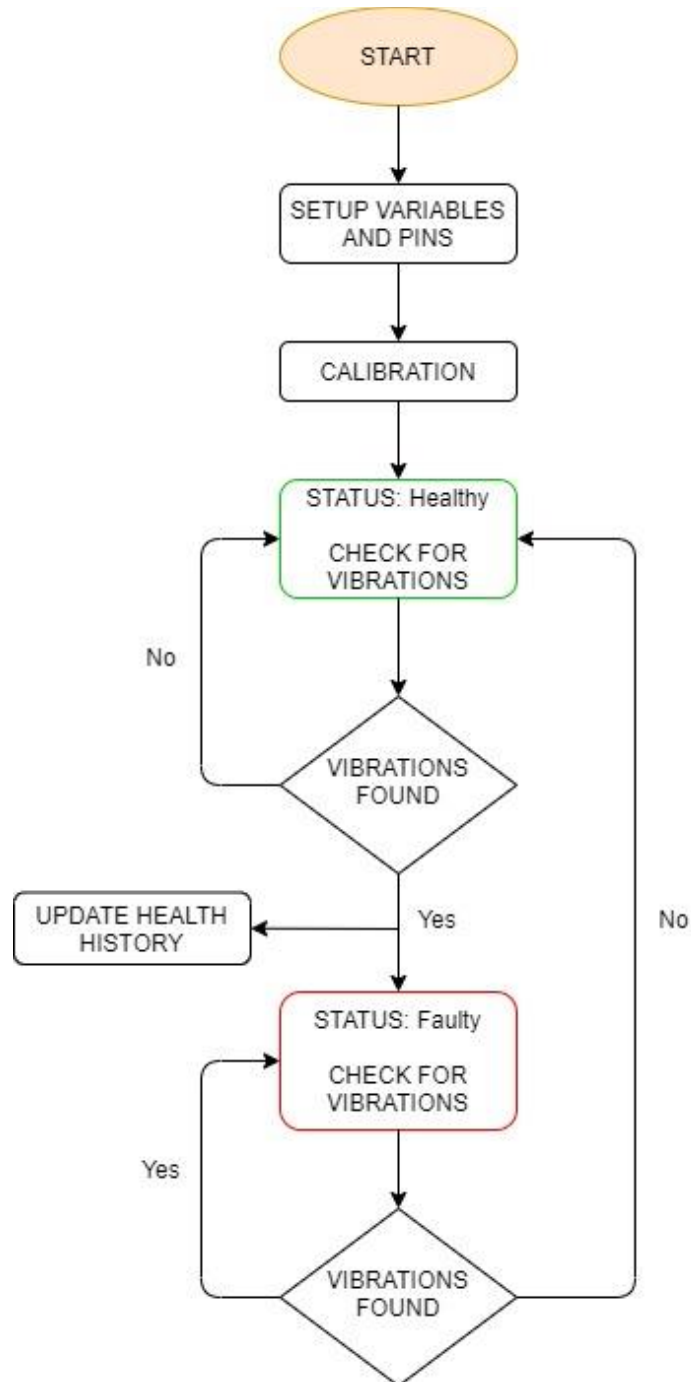 START
SETUP VARIABLES
AND PINS
CALIBRATION
STATUS: Healthy
CHECK FOR
VIBRATIONS
No
VIBRATIONS
FOUND
UPDATE HEALTH
HISTORY
Yes
No
STATUS: Faulty
CHECK FOR
VIBRATIONS
Yes
VIBRATIONS
FOUND